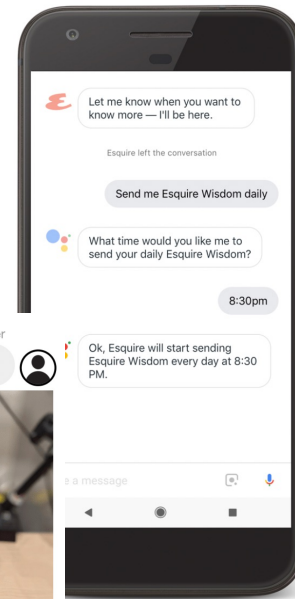 Let me know when you want to
know more — I'll be here.
Esquire left the conversation
Send me Esquire Wisdom daily
What time would you like me to
send your daily Esquire Wisdom?
8:30pm
Ok, Esquire will start sending
Esquire Wisdom every day at 8:30
PM.
a message